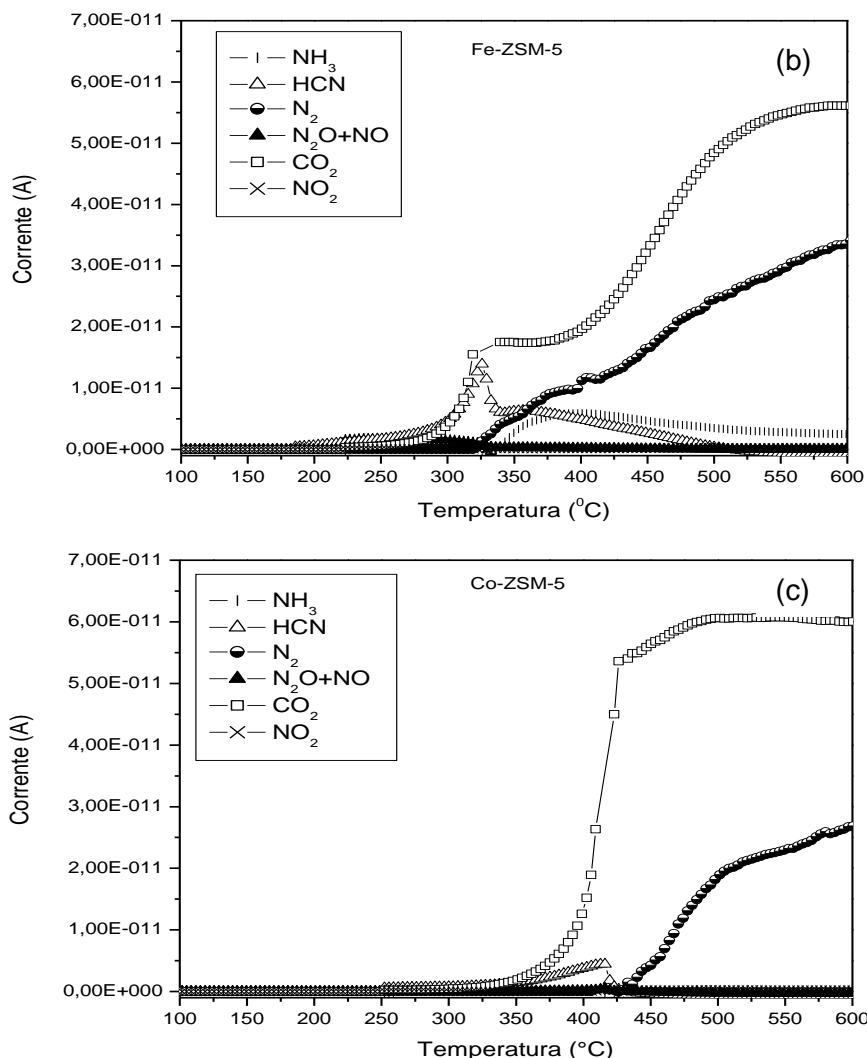 7,00E-011
6,00E-011
5,00E-011
4,00E-011
3,00E-011
2,00E-011
1,00E-011
0,00E+000
Corrente (A)
NH3
HCN
N2
N2O+NO
CO2
NO2
Fe-ZSM-5
(b)
100 150 200 250 300 350 400 450 500 550 600
Temperatura (0C)
7,00E-011
6,00E-011
5,00E-011
4,00E-011
3,00E-011
2,00E-011
1,00E-011
0,00E+000
Corrente (A)
NH3
HCN
N2
N2O+NO
CO2
NO2
Co-ZSM-5
(c)
100 150 200 250 300 350 400 450 500 550 600
Temperatura (°C)